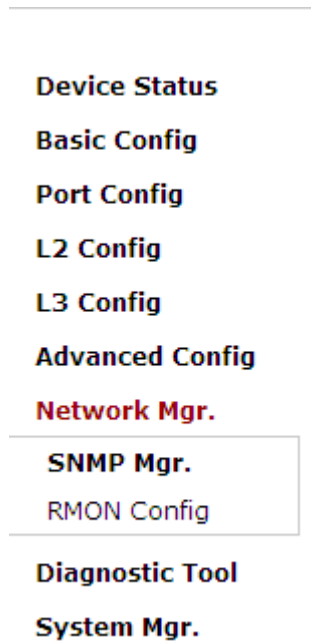 Device Status
Basic Config
Port Config
L2 Config
L3 Config
Advanced Config
Network Mgr.
SNMP Mgr.
RMON Config
Diagnostic Tool
System Mgr.